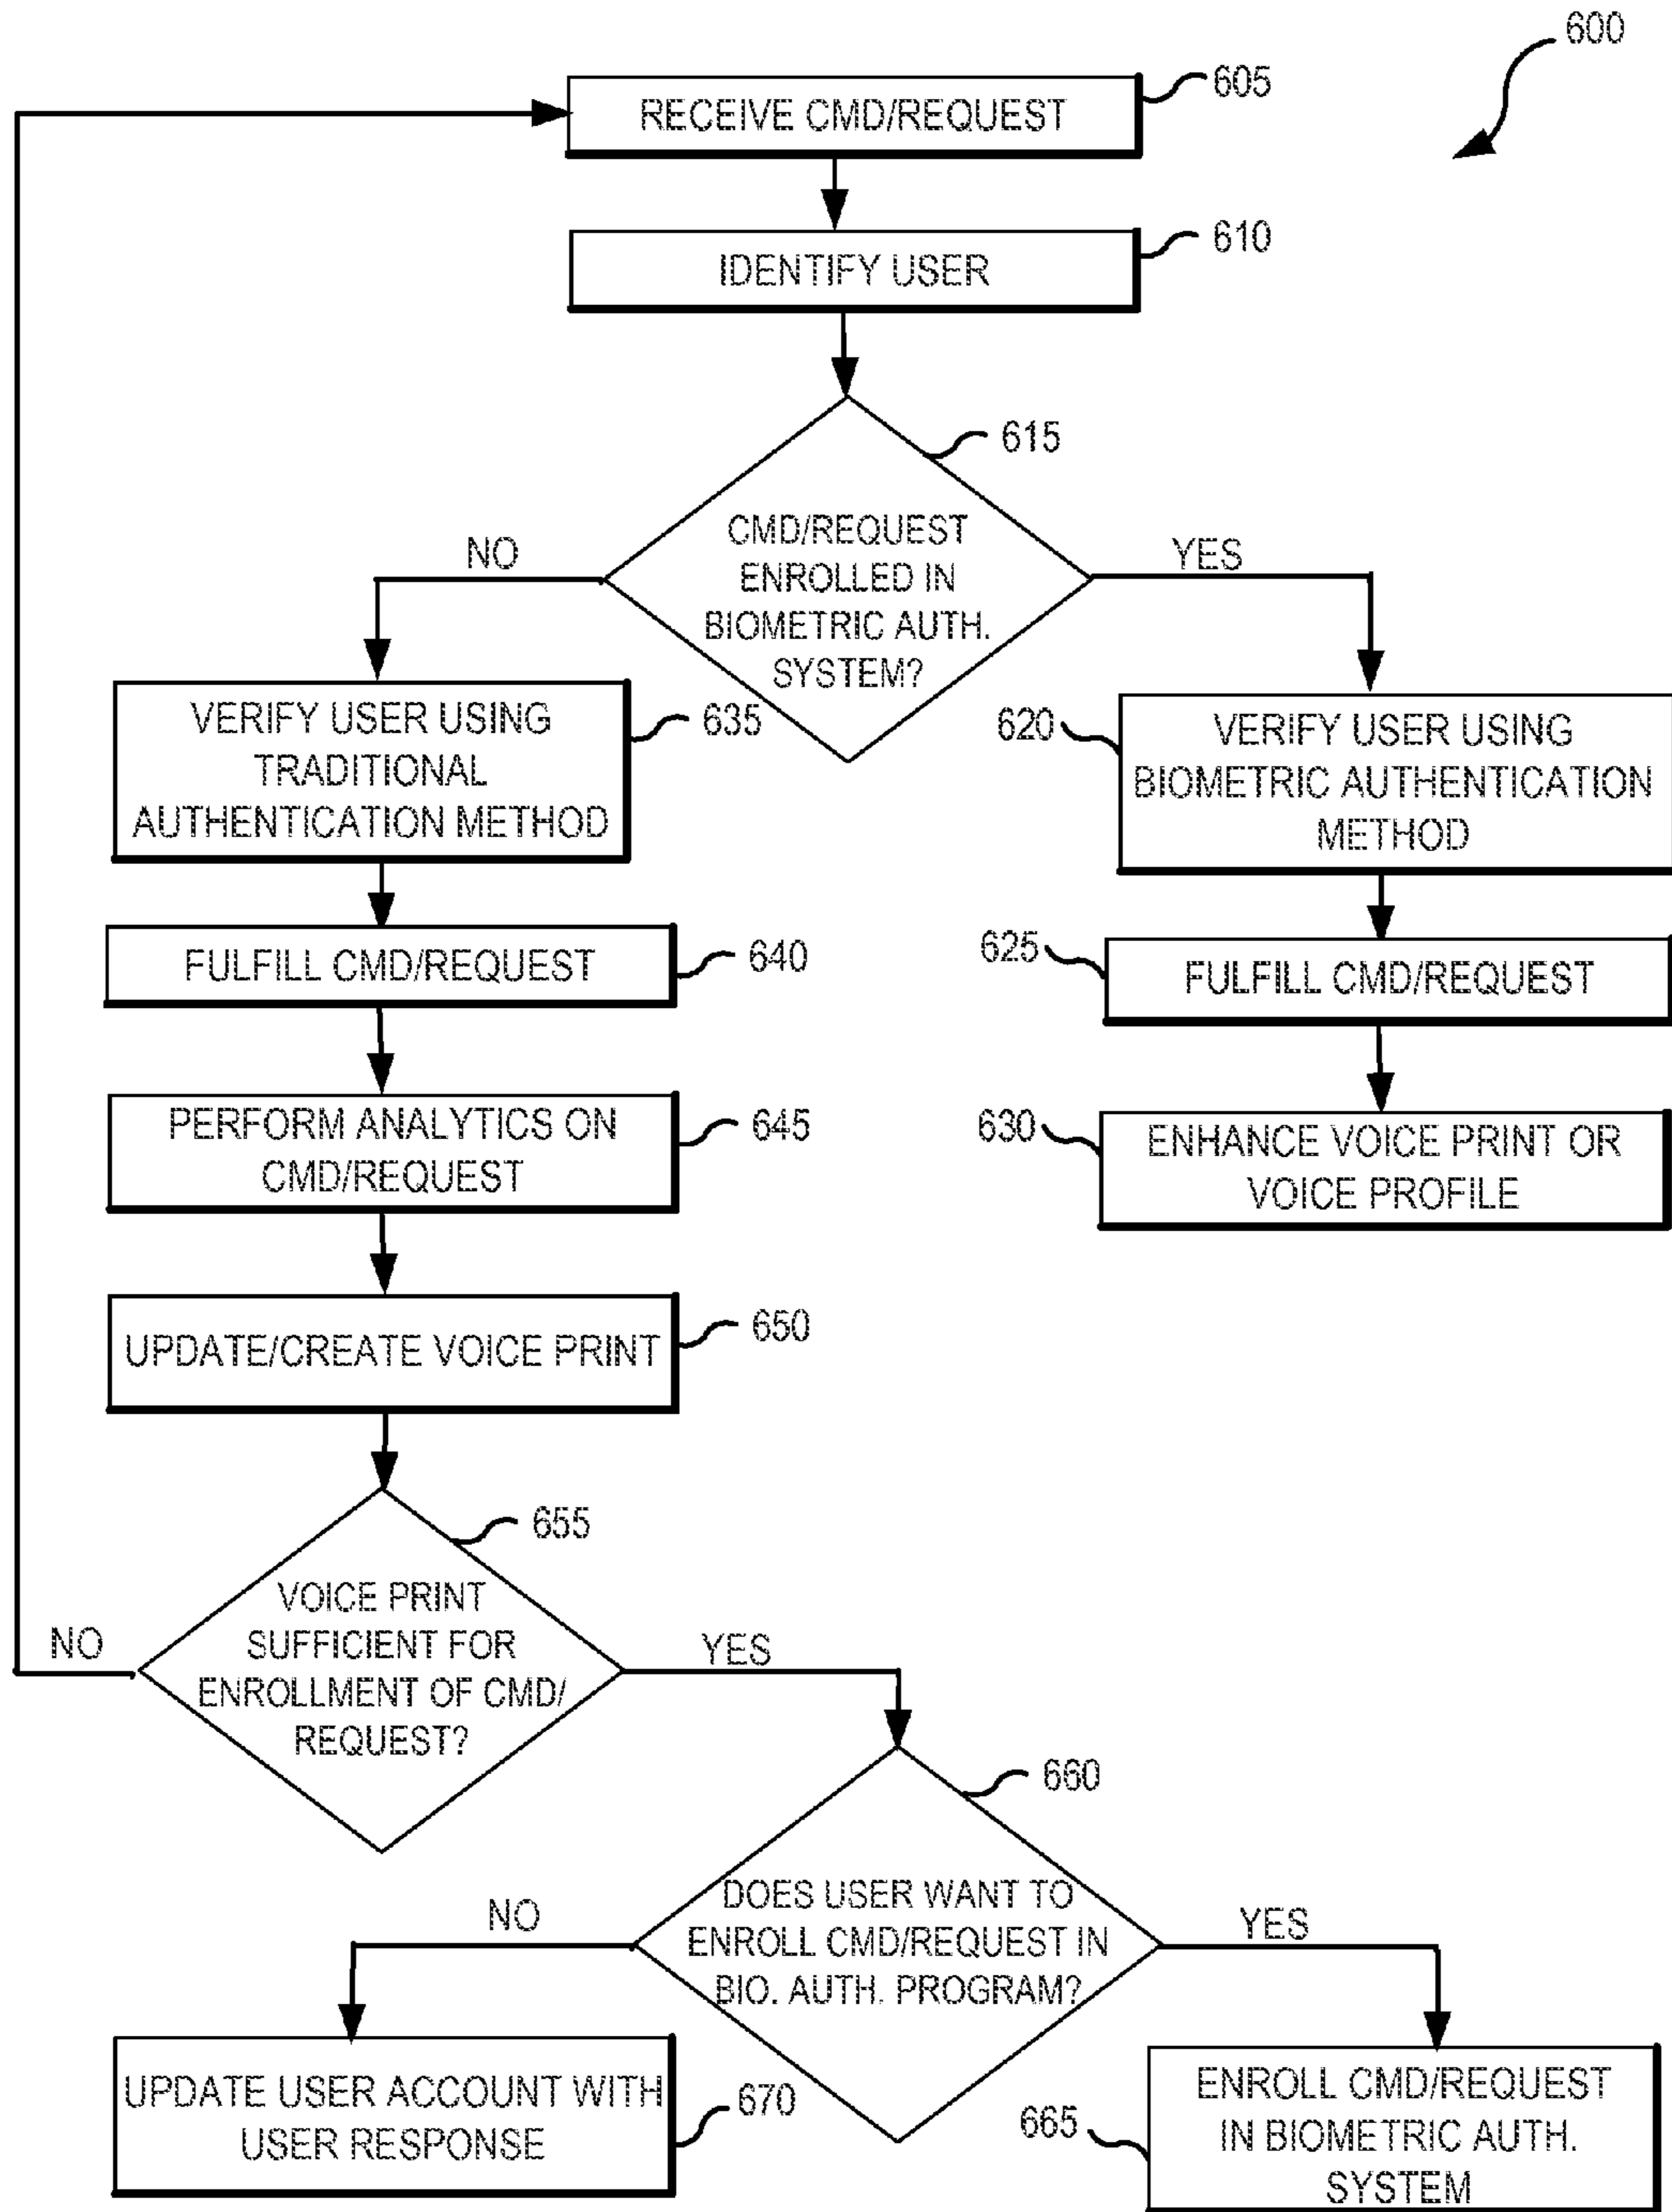 600
RECEIVE CMD/REQUEST
605
IDENTIFY USER
610
615
CMD/REQUEST
ENROLLED IN
BIOMETRIC AUTH.
SYSTEM?
NO
YES
VERIFY USER USING
TRADITIONAL
AUTHENTICATION METHOD
635
620
VERIFY USER USING
BIOMETRIC AUTHENTICATION
METHOD
FULFILL CMD/REQUEST
640
625
FULFILL CMD/REQUEST
PERFORM ANALYTICS ON
CMD/REQUEST
645
630
ENHANCE VOICE PRINT OR
VOICE PROFILE
UPDATE/CREATE VOICE PRINT
650
655
VOICE PRINT
SUFFICIENT FOR
ENROLLMENT OF CMD/
REQUEST?
NO
YES
660
DOES USER WANT TO
ENROLL CMD/REQUEST IN
BIO. AUTH. PROGRAM?
NO
YES
UPDATE USER ACCOUNT WITH
USER RESPONSE
670
665
ENROLL CMD/REQUEST
IN BIOMETRIC AUTH.
SYSTEM